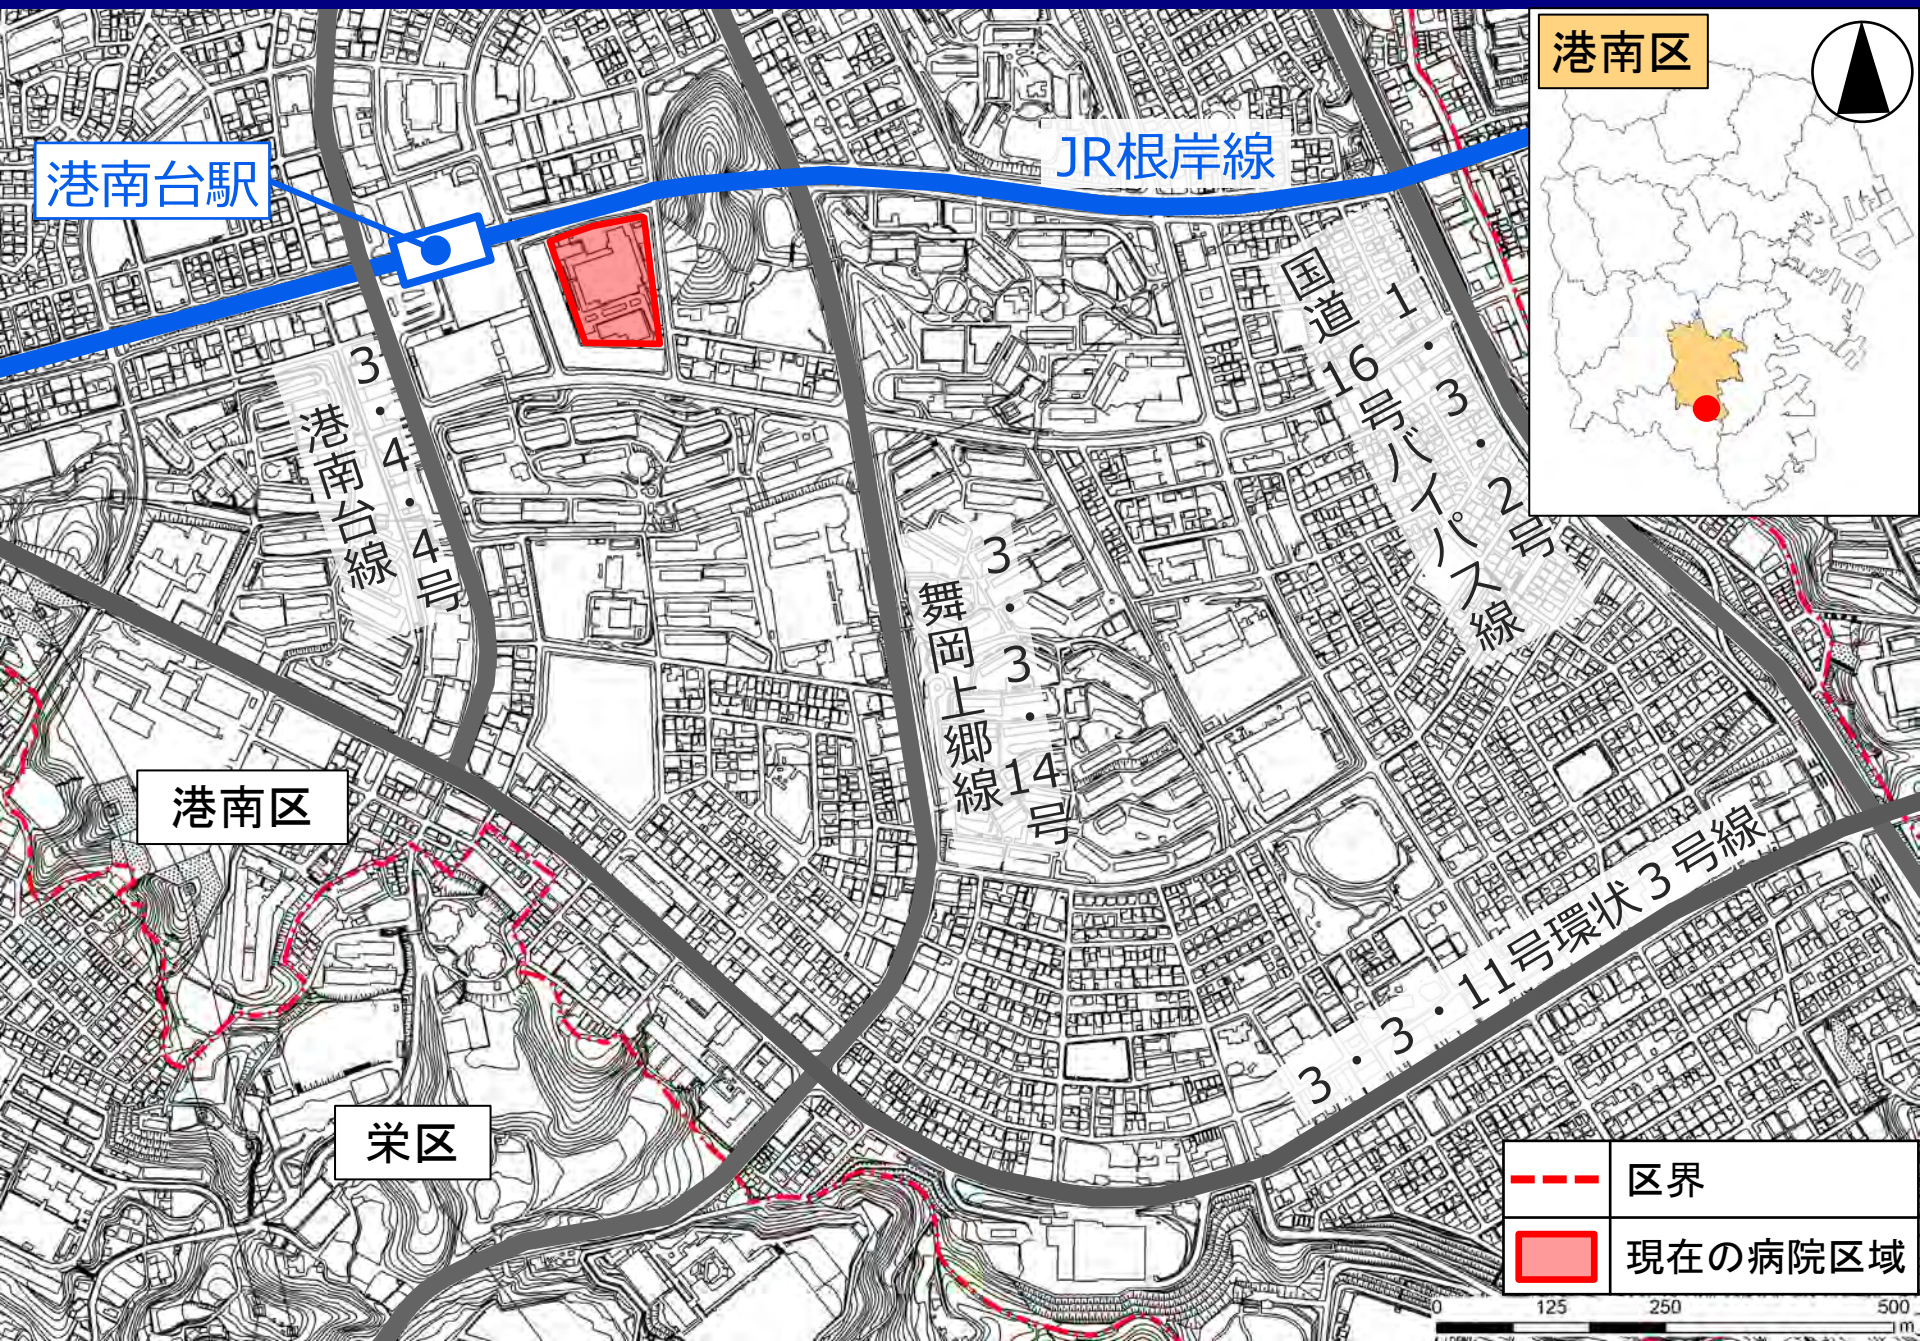 港南区
JR根岸線
港南台駅
国道16号バイパス線
1・3・2号
3・4・4号
港南台線
3・3・14号
舞岡上郷線
港南区
3・3・11号環状3号線
栄区
区界
現在の病院区域
0 125 250 500
m